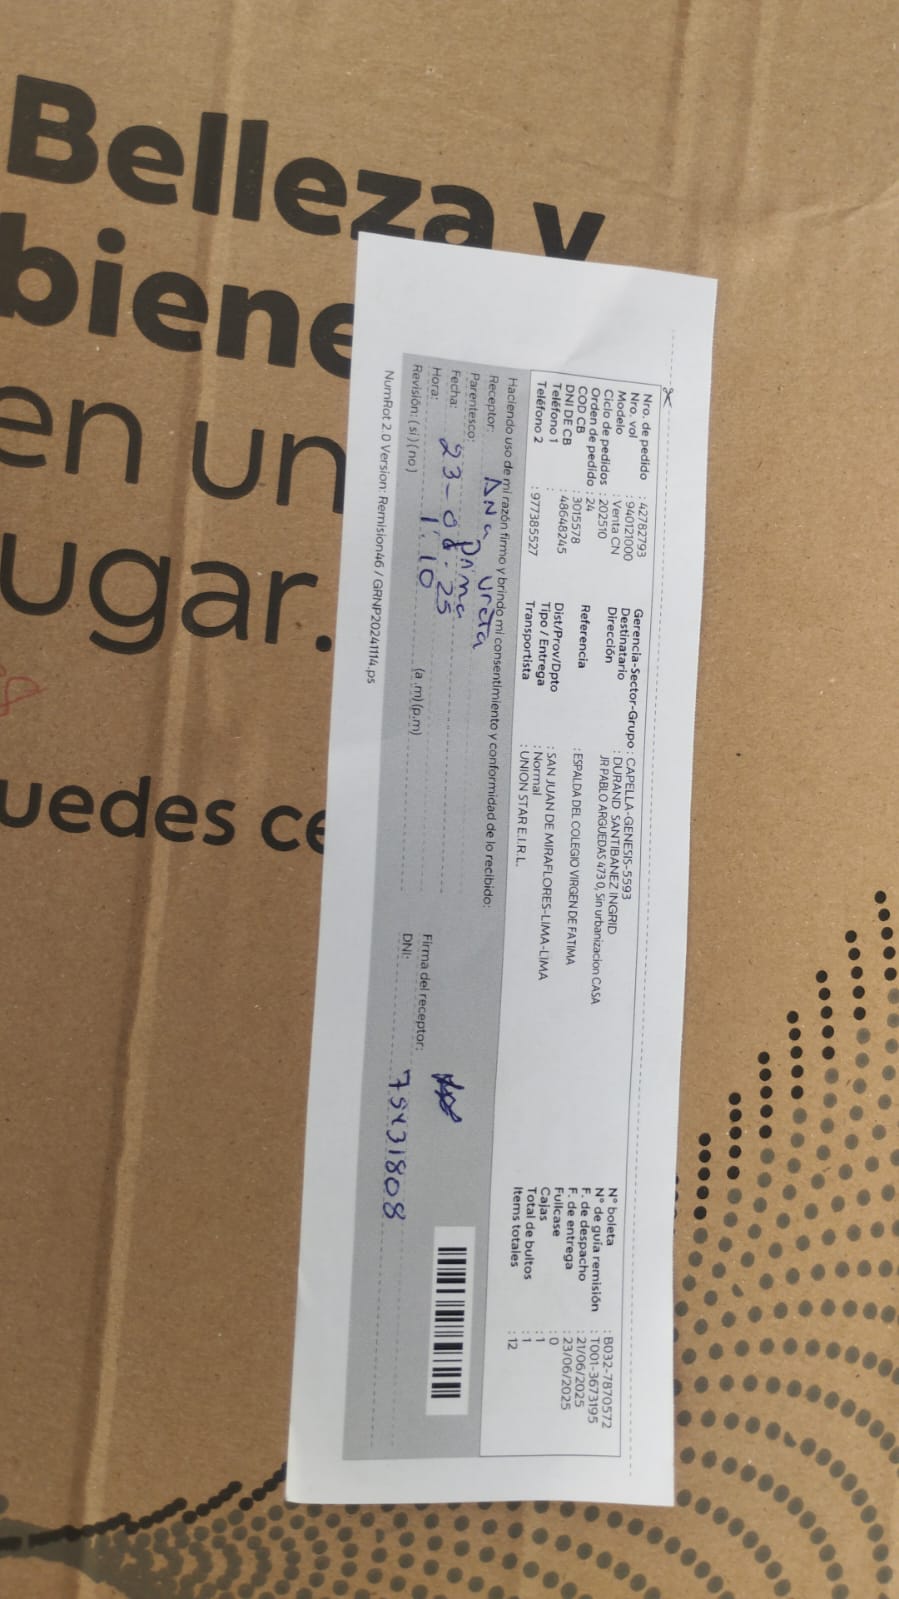 Belleza y
biene
en un
ugar.
uedes ce
Nro. de pedido : 42782793
Nro. vol : 940121000
Modelo : Venta CN
Ciclo de pedidos : 202510
Orden de pedido : 24
COD CB : 3015578
DNI DE CB : 48648245
Teléfono 1 :
Teléfono 2 : 977385527
Gerencia-Sector-Grupo : CAPELLA-GENESIS-5593
Destinatario : DURAND SANTIBANEZ INGRID
Dirección JR PABLO ARGUEDAS 473 0, Sin urbanizacion CASA
Referencia : ESPALDA DEL COLEGIO VIRGEN DE FATIMA
Dist/Prov/Dpto : SAN JUAN DE MIRAFLORES-LIMA-LIMA
Tipo / Entrega : Normal
Transportista : UNION STAR E.I.R.L.
N° boleta : B032-7870572
N° de guía remisión : T001-3673195
F. de despacho : 21/06/2025
F. de entrega : 23/06/2025
Fullcase : 0
Cajas : 1
Total de bultos : 1
Items totales : 12
Haciendo uso de mi razón firmo y brindo mi consentimiento y conformidad de lo recibido:
Receptor: Ana Ureta
Parentesco: Prima
Fecha: 23-06-25
Hora: 1:10 (a.m)(p.m)
Revisión: (si)(no)
Firma del receptor:
DNI: 75431808
NumRot 2.0 Version: Remision46 / GRNP20241114.ps